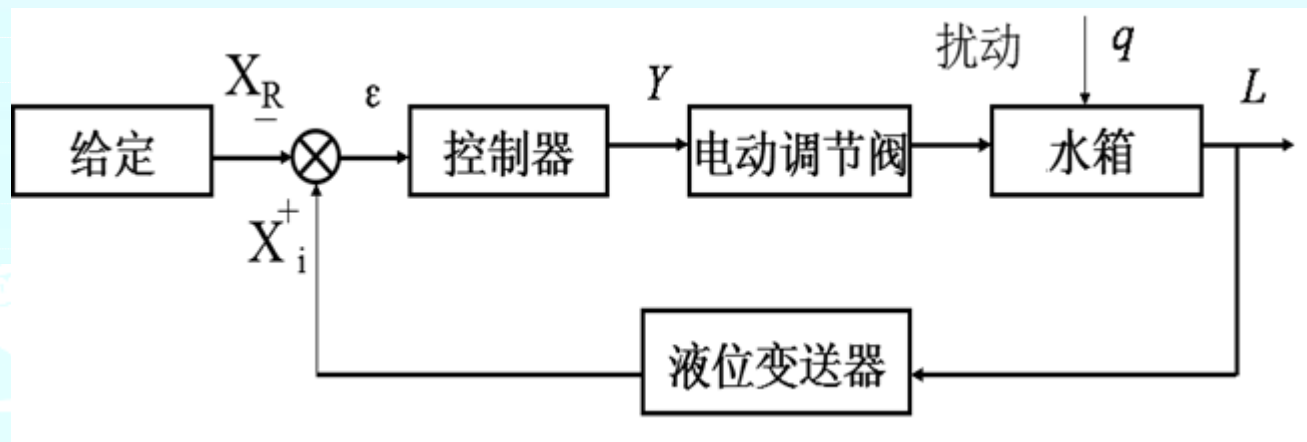 扰动 q
X_R ε Y L
−
给定 控制器 电动调节阀 水箱
+
X_i
液位变送器